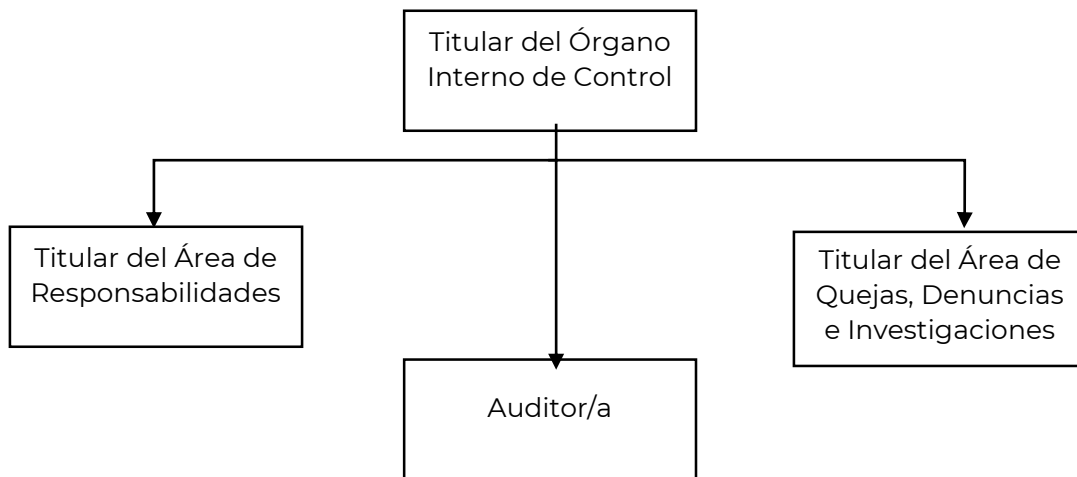 Titular del Órgano
Interno de Control
Titular del Área de
Responsabilidades
Titular del Área de
Quejas, Denuncias
e Investigaciones
Auditor/a